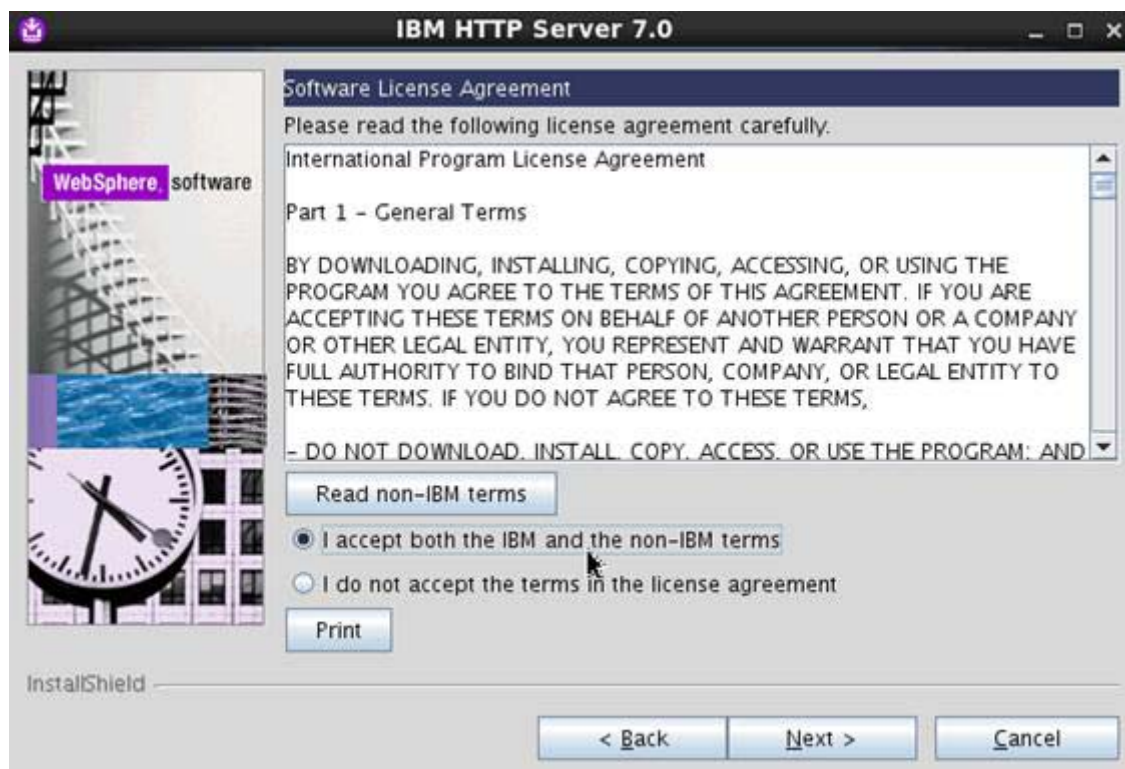 IBM HTTP Server 7.0
WebSphere, software
Software License Agreement
Please read the following license agreement carefully.
International Program License Agreement
Part 1 - General Terms
BY DOWNLOADING, INSTALLING, COPYING, ACCESSING, OR USING THE
PROGRAM YOU AGREE TO THE TERMS OF THIS AGREEMENT. IF YOU ARE
ACCEPTING THESE TERMS ON BEHALF OF ANOTHER PERSON OR A COMPANY
OR OTHER LEGAL ENTITY, YOU REPRESENT AND WARRANT THAT YOU HAVE
FULL AUTHORITY TO BIND THAT PERSON, COMPANY, OR LEGAL ENTITY TO
THESE TERMS. IF YOU DO NOT AGREE TO THESE TERMS,
- DO NOT DOWNLOAD, INSTALL, COPY, ACCESS, OR USE THE PROGRAM; AND
Read non-IBM terms
I accept both the IBM and the non-IBM terms
I do not accept the terms in the license agreement
Print
InstallShield
< Back
Next >
Cancel